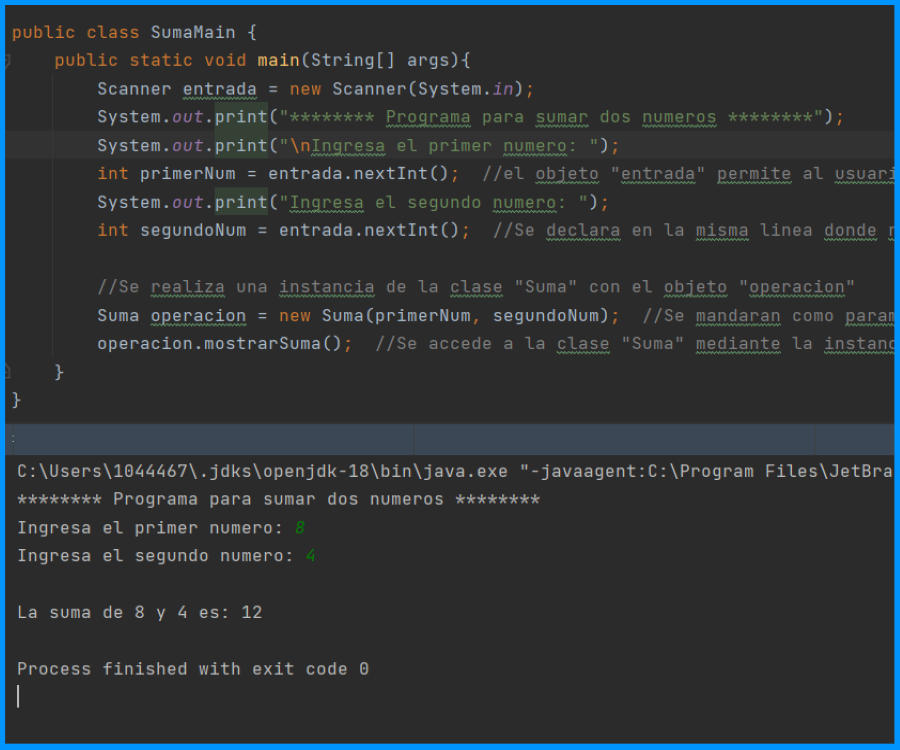 public class SumaMain {
public static void main(String[] args){
Scanner entrada = new Scanner(System.in);
System.out.print("******** Programa para sumar dos numeros ********");
System.out.print("\nIngresa el primer numero: ");
int primerNum = entrada.nextInt();  //el objeto "entrada" permite al usuari
System.out.print("Ingresa el segundo numero: ");
int segundoNum = entrada.nextInt();  //Se declara en la misma linea donde
//Se realiza una instancia de la clase "Suma" con el objeto "operacion"
Suma operacion = new Suma(primerNum, segundoNum);  //Se mandaran como param
operacion.mostrarSuma();  //Se accede a la clase "Suma" mediante la instanc
}
}
:
C:\Users\1044467\.jdks\openjdk-18\bin\java.exe "-javaagent:C:\Program Files\JetBra
******** Programa para sumar dos numeros ********
Ingresa el primer numero: 8
Ingresa el segundo numero: 4
La suma de 8 y 4 es: 12
Process finished with exit code 0